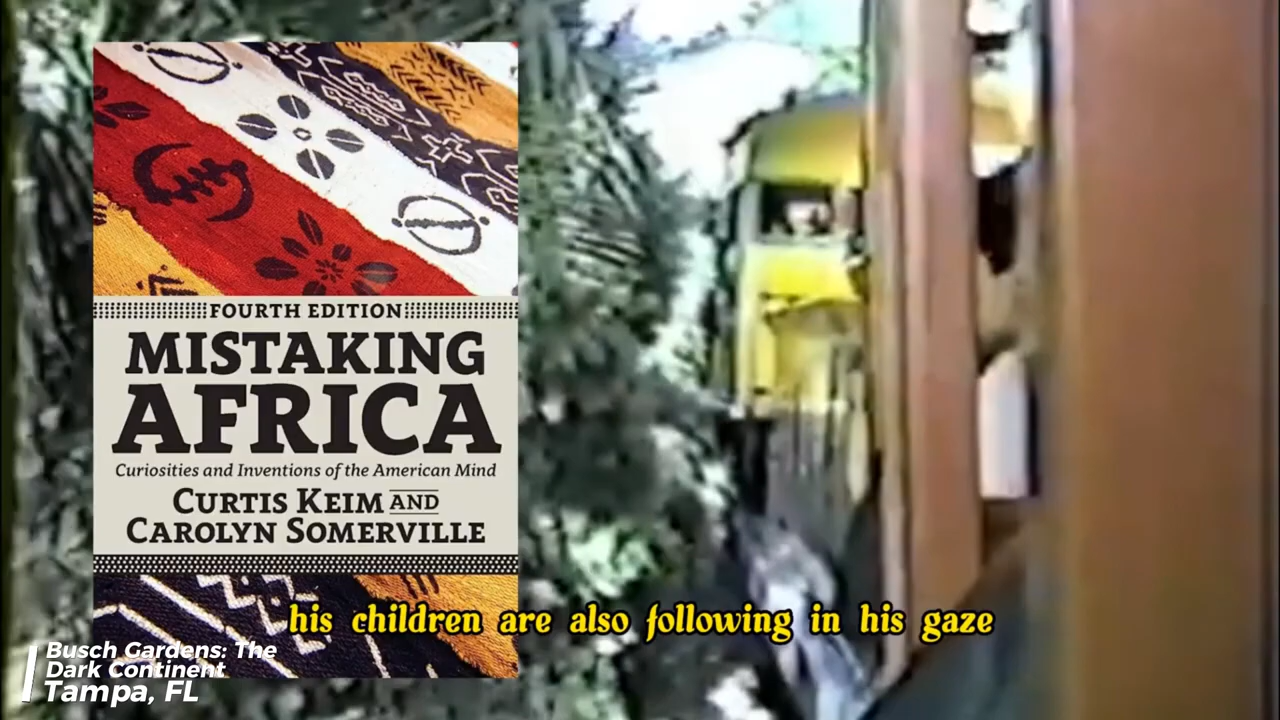 FOURTH EDITION
MISTAKING
AFRICA
Curiosities and Inventions of the American Mind
CURTIS KEIM AND
CAROLYN SOMERVILLE
his children are also following in his gaze
Busch Gardens: The
Dark Continent
Tampa, FL